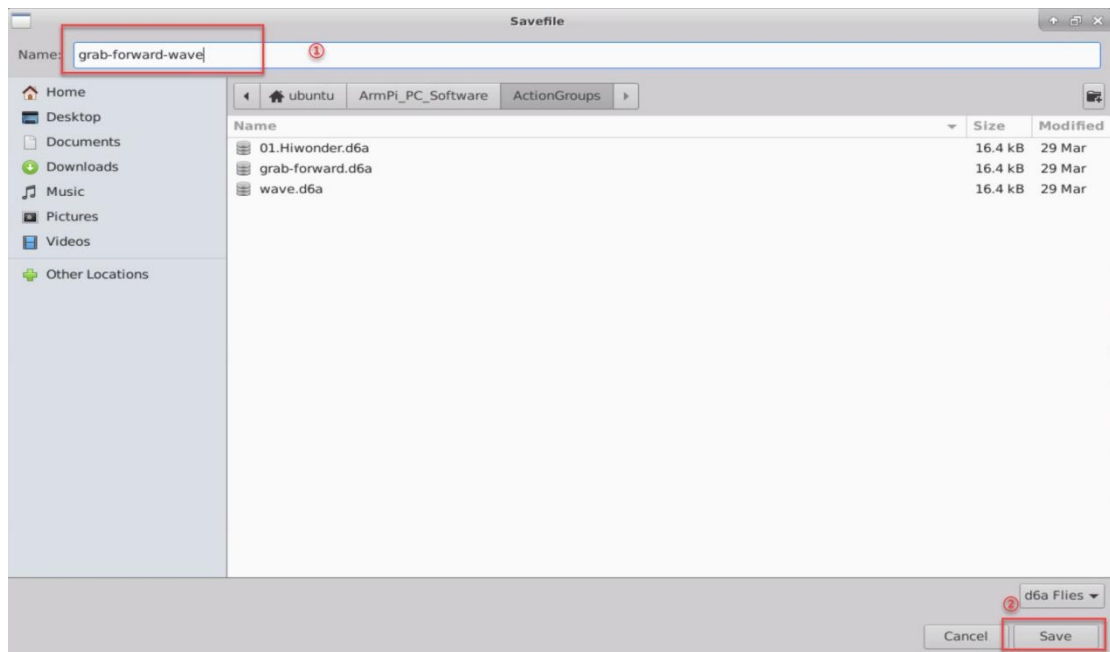 Savefile
Name: grab-forward-wave ①
Home
Desktop
Documents
Downloads
Music
Pictures
Videos
Other Locations
ubuntu ArmPi_PC_Software ActionGroups
Name Size Modified
01.Hiwonder.d6a 16.4 kB 29 Mar
grab-forward.d6a 16.4 kB 29 Mar
wave.d6a 16.4 kB 29 Mar
d6a Flies
②
Cancel Save